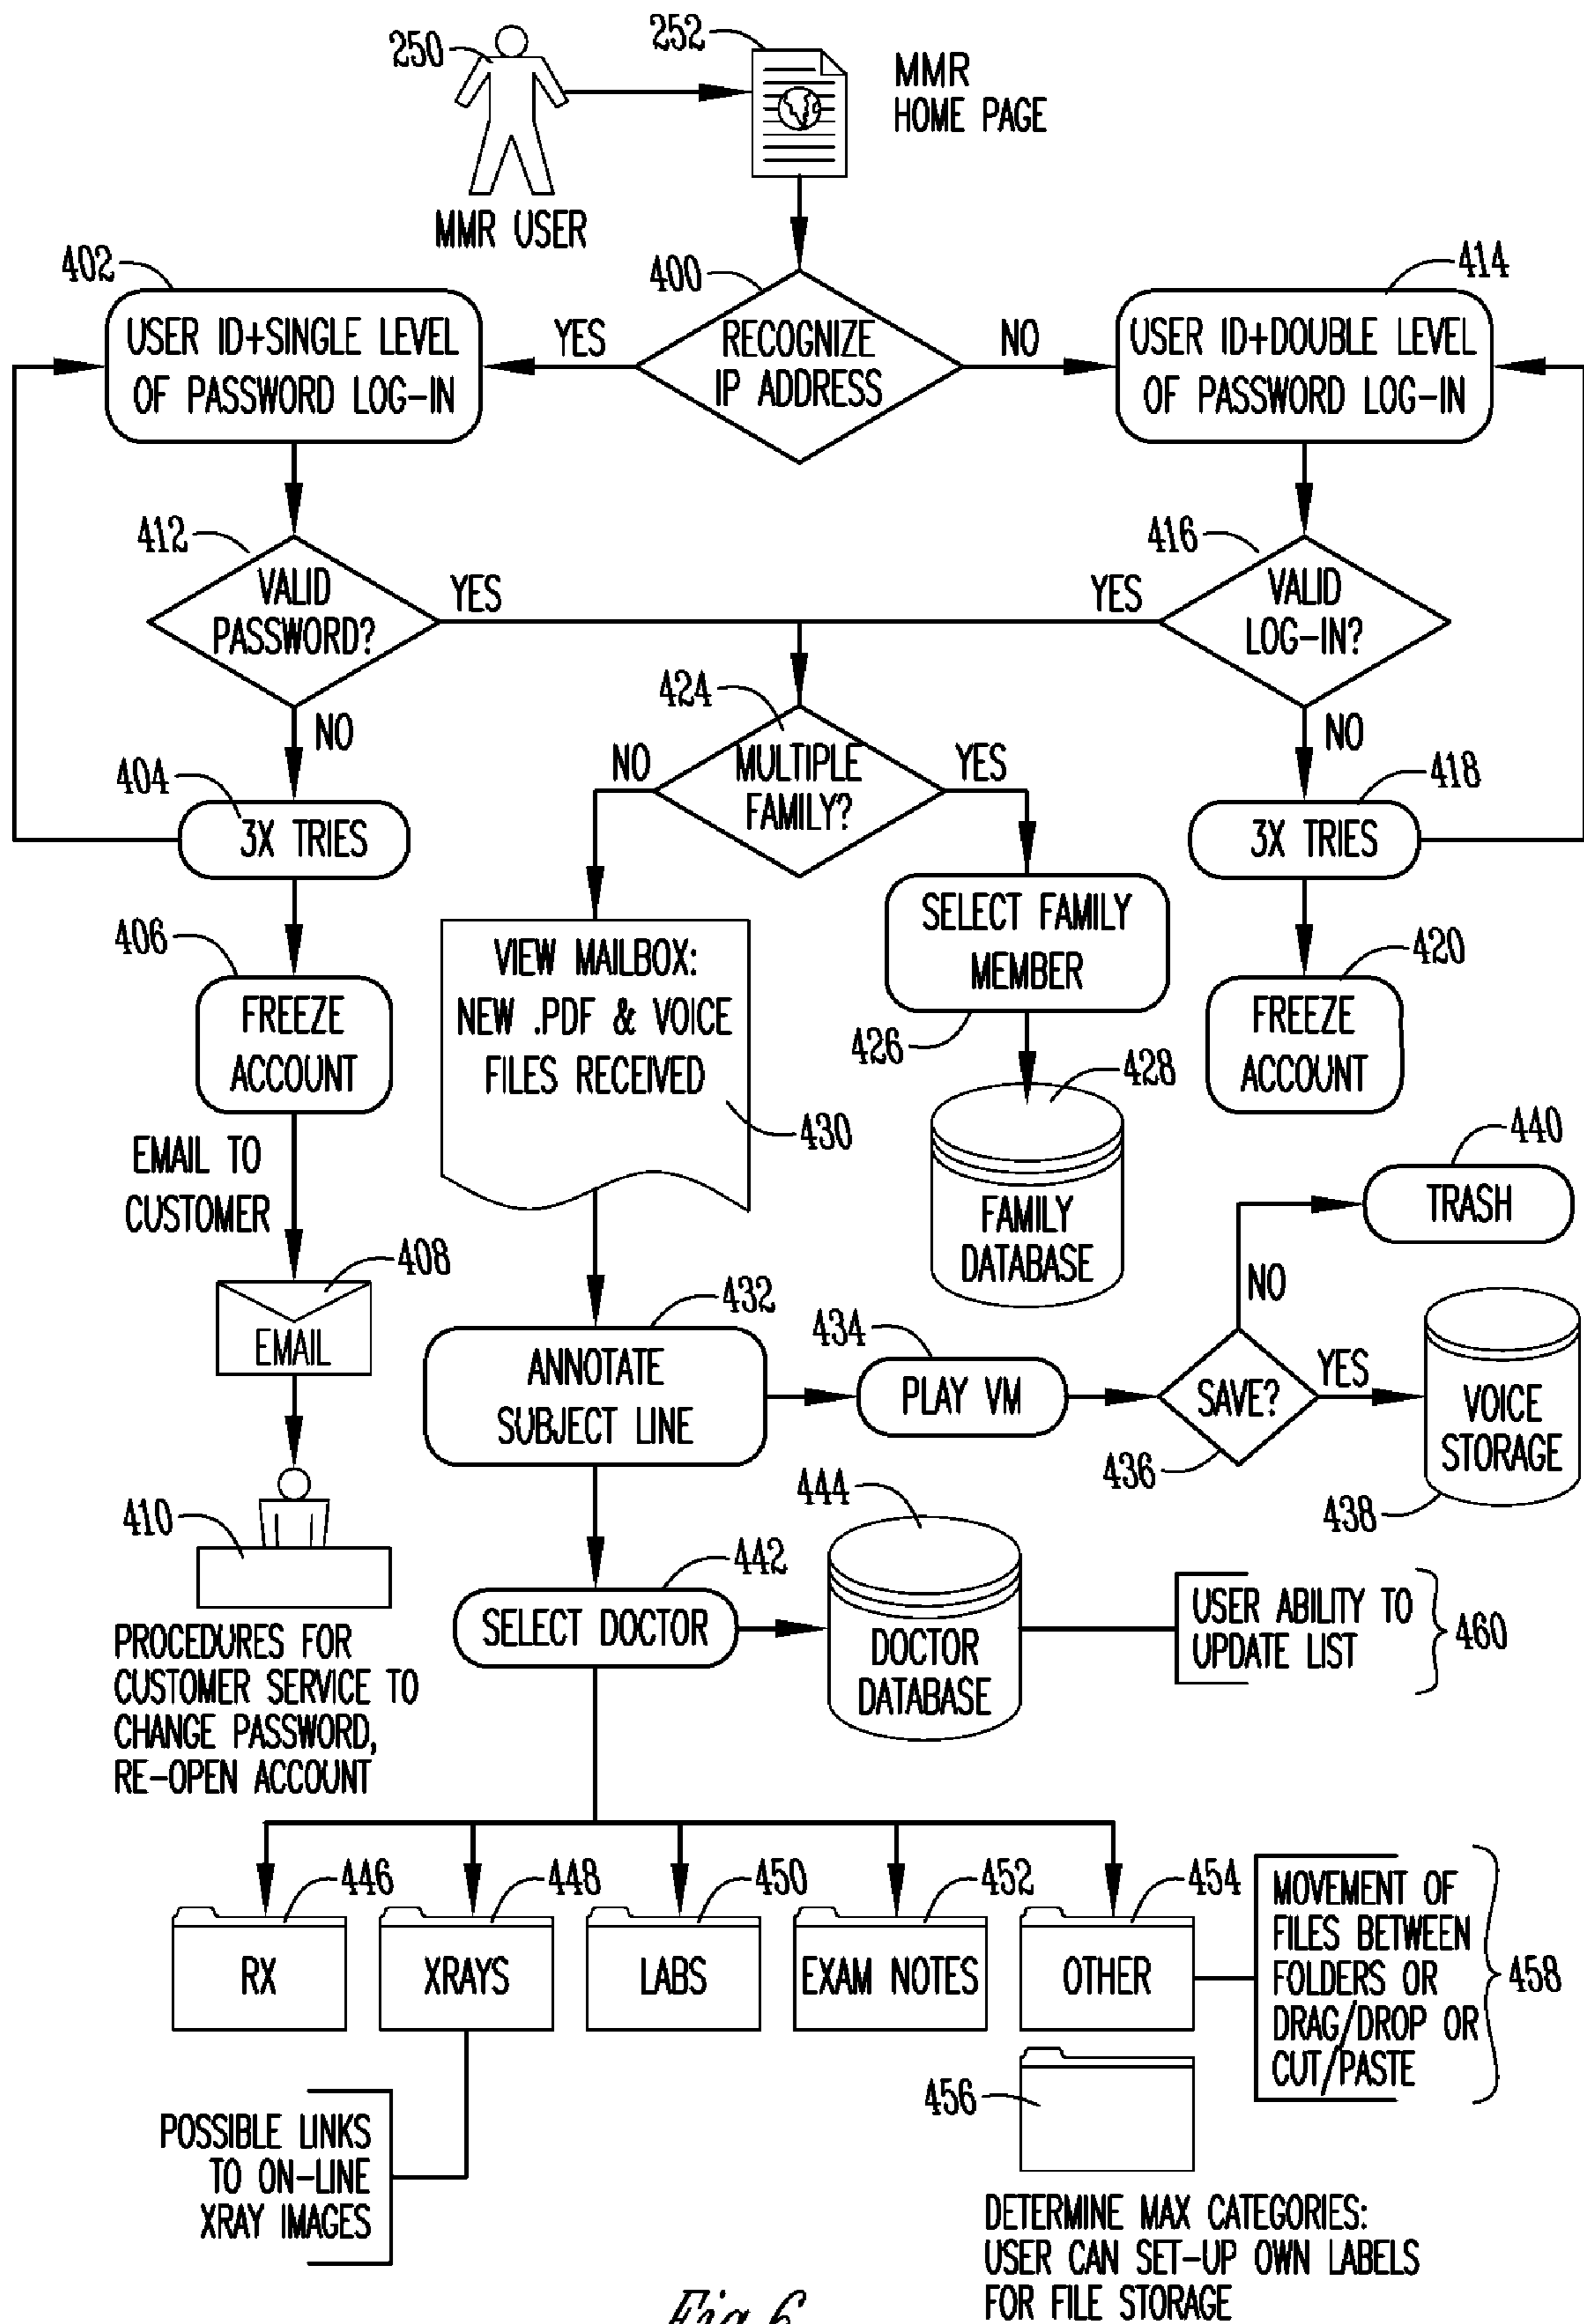 250
252
MMR
HOME PAGE
MMR USER
402
400
414
USER ID+SINGLE LEVEL
OF PASSWORD LOG-IN
YES
RECOGNIZE
IP ADDRESS
NO
USER ID+DOUBLE LEVEL
OF PASSWORD LOG-IN
412
VALID
PASSWORD?
YES
416
YES
VALID
LOG-IN?
NO
424
NO
MULTIPLE
FAMILY?
YES
NO
404
3X TRIES
418
3X TRIES
406
FREEZE
ACCOUNT
VIEW MAILBOX:
NEW .PDF & VOICE
FILES RECEIVED
430
SELECT FAMILY
MEMBER
426
420
FREEZE
ACCOUNT
428
FAMILY
DATABASE
EMAIL TO
CUSTOMER
440
TRASH
408
EMAIL
432
ANNOTATE
SUBJECT LINE
434
PLAY VM
NO
SAVE?
436
YES
VOICE
STORAGE
438
410
PROCEDURES FOR
CUSTOMER SERVICE TO
CHANGE PASSWORD,
RE-OPEN ACCOUNT
442
SELECT DOCTOR
444
DOCTOR
DATABASE
USER ABILITY TO
UPDATE LIST
460
446
RX
448
XRAYS
450
LABS
452
EXAM NOTES
454
OTHER
MOVEMENT OF
FILES BETWEEN
FOLDERS OR
DRAG/DROP OR
CUT/PASTE
458
456
POSSIBLE LINKS
TO ON-LINE
XRAY IMAGES
DETERMINE MAX CATEGORIES:
USER CAN SET-UP OWN LABELS
FOR FILE STORAGE
Fig. 6